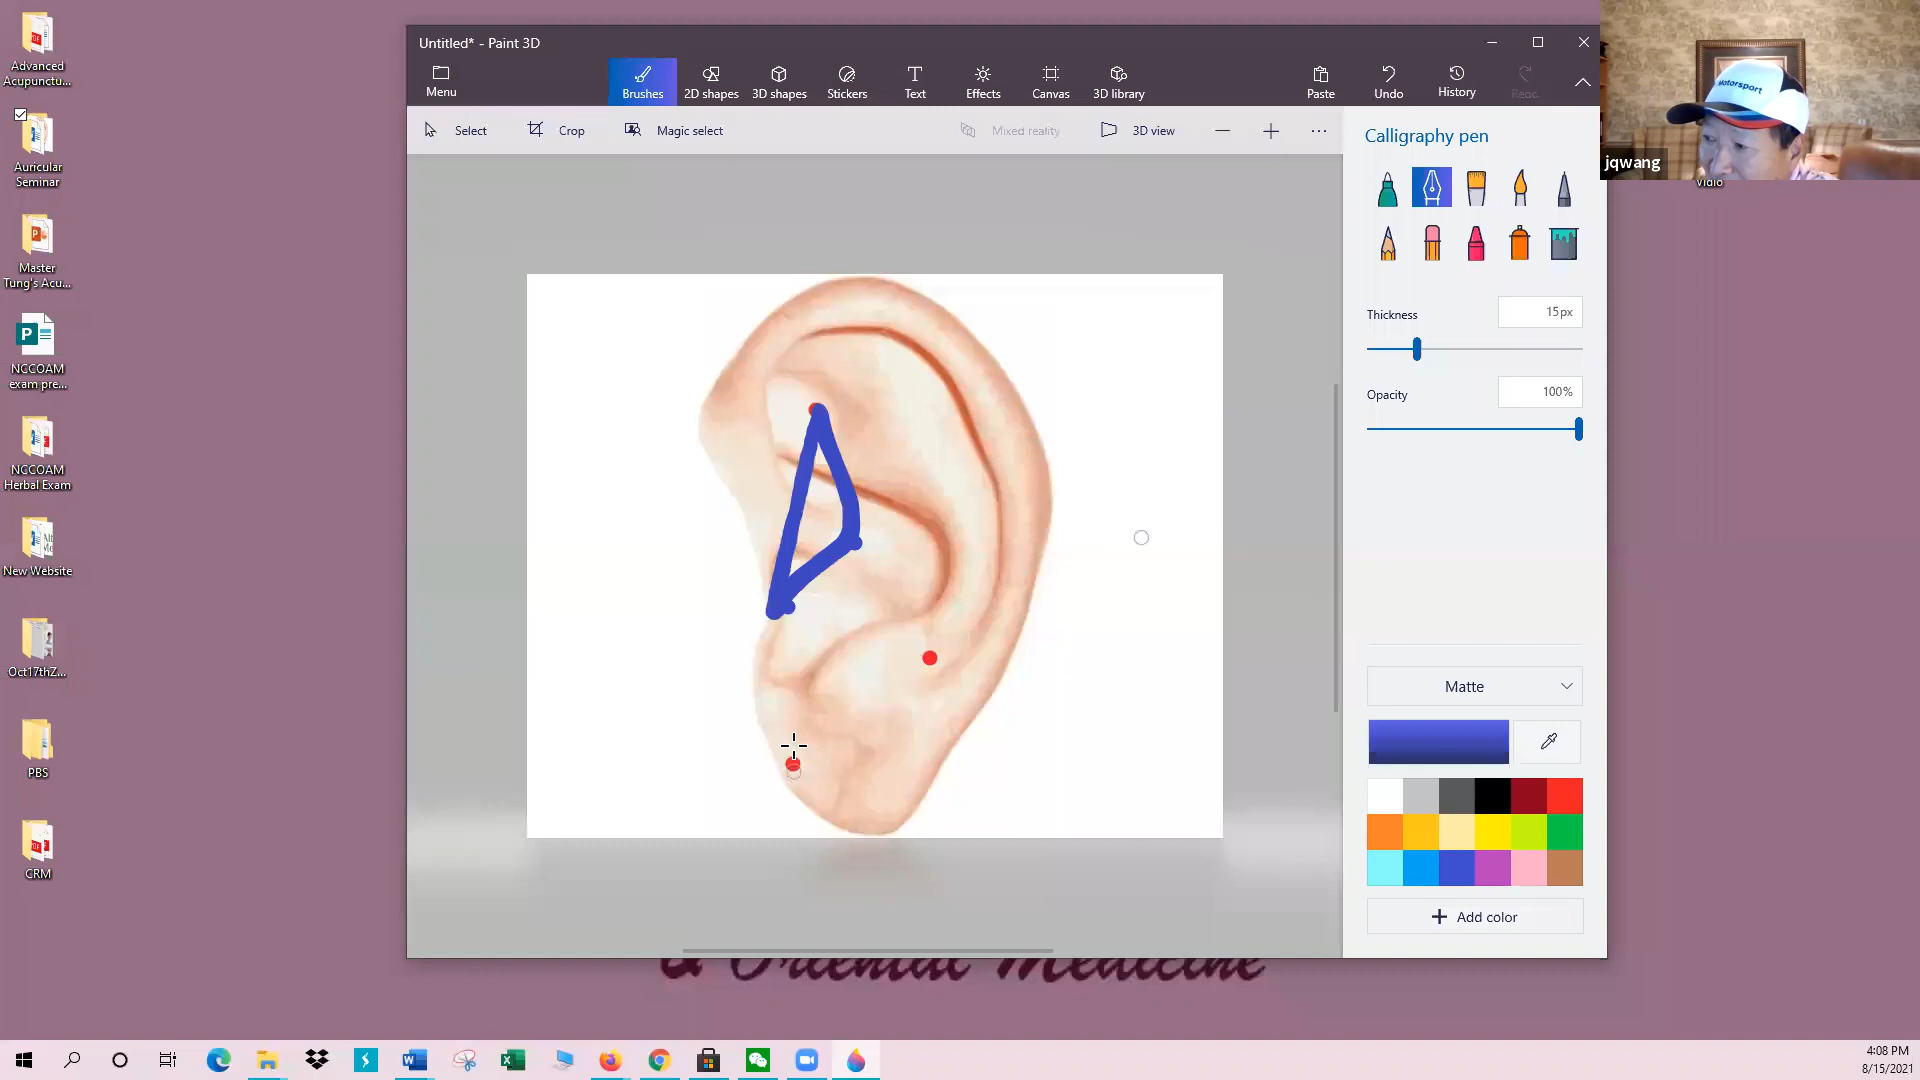 Advanced
Acupunctu...
Auricular
Seminar
Master
Tung's Acu...
NCCOAM
exam pre...
NCCOAM
Herbal Exam
New Website
Oct17thZ...
PBS
CRM
Untitled* - Paint 3D
Menu
Brushes
2D shapes
3D shapes
Stickers
Text
Effects
Canvas
3D library
Paste
Undo
History
Redo
Select
Crop
Magic select
Mixed reality
3D view
Calligraphy pen
Thickness
15px
Opacity
100%
Matte
Add color
Motorsport
jqwang
Vidio
& Oriental Medicine
4:08 PM
8/15/2021